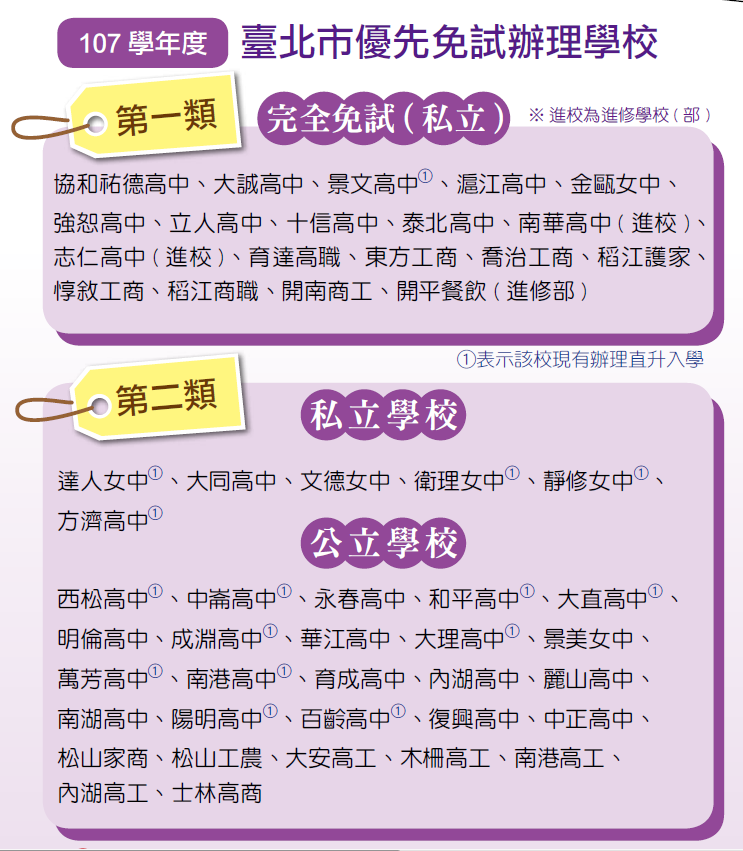 107 學年度 臺北市優先免試辦理學校
第一類
完全免試(私立)
※ 進校為進修學校(部)
協和祐德高中、大誠高中、景文高中①、滬江高中、金甌女中、
強恕高中、立人高中、十信高中、泰北高中、南華高中(進校)、
志仁高中(進校)、育達高職、東方工商、喬治工商、稻江護家、
惇敘工商、稻江商職、開南商工、開平餐飲(進修部)
①表示該校現有辦理直升入學
第二類
私立學校
達人女中①、大同高中、文德女中、衛理女中①、靜修女中①、
方濟高中①
公立學校
西松高中①、中崙高中①、永春高中、和平高中①、大直高中①、
明倫高中、成淵高中①、華江高中、大理高中①、景美女中、
萬芳高中①、南港高中①、育成高中、內湖高中、麗山高中、
南湖高中、陽明高中①、百齡高中①、復興高中、中正高中、
松山家商、松山工農、大安高工、木柵高工、南港高工、
內湖高工、士林高商